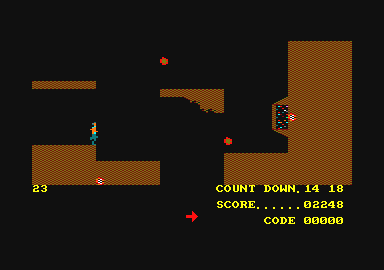 23
COUNT DOWN.14 18
SCORE......02248
CODE 00000